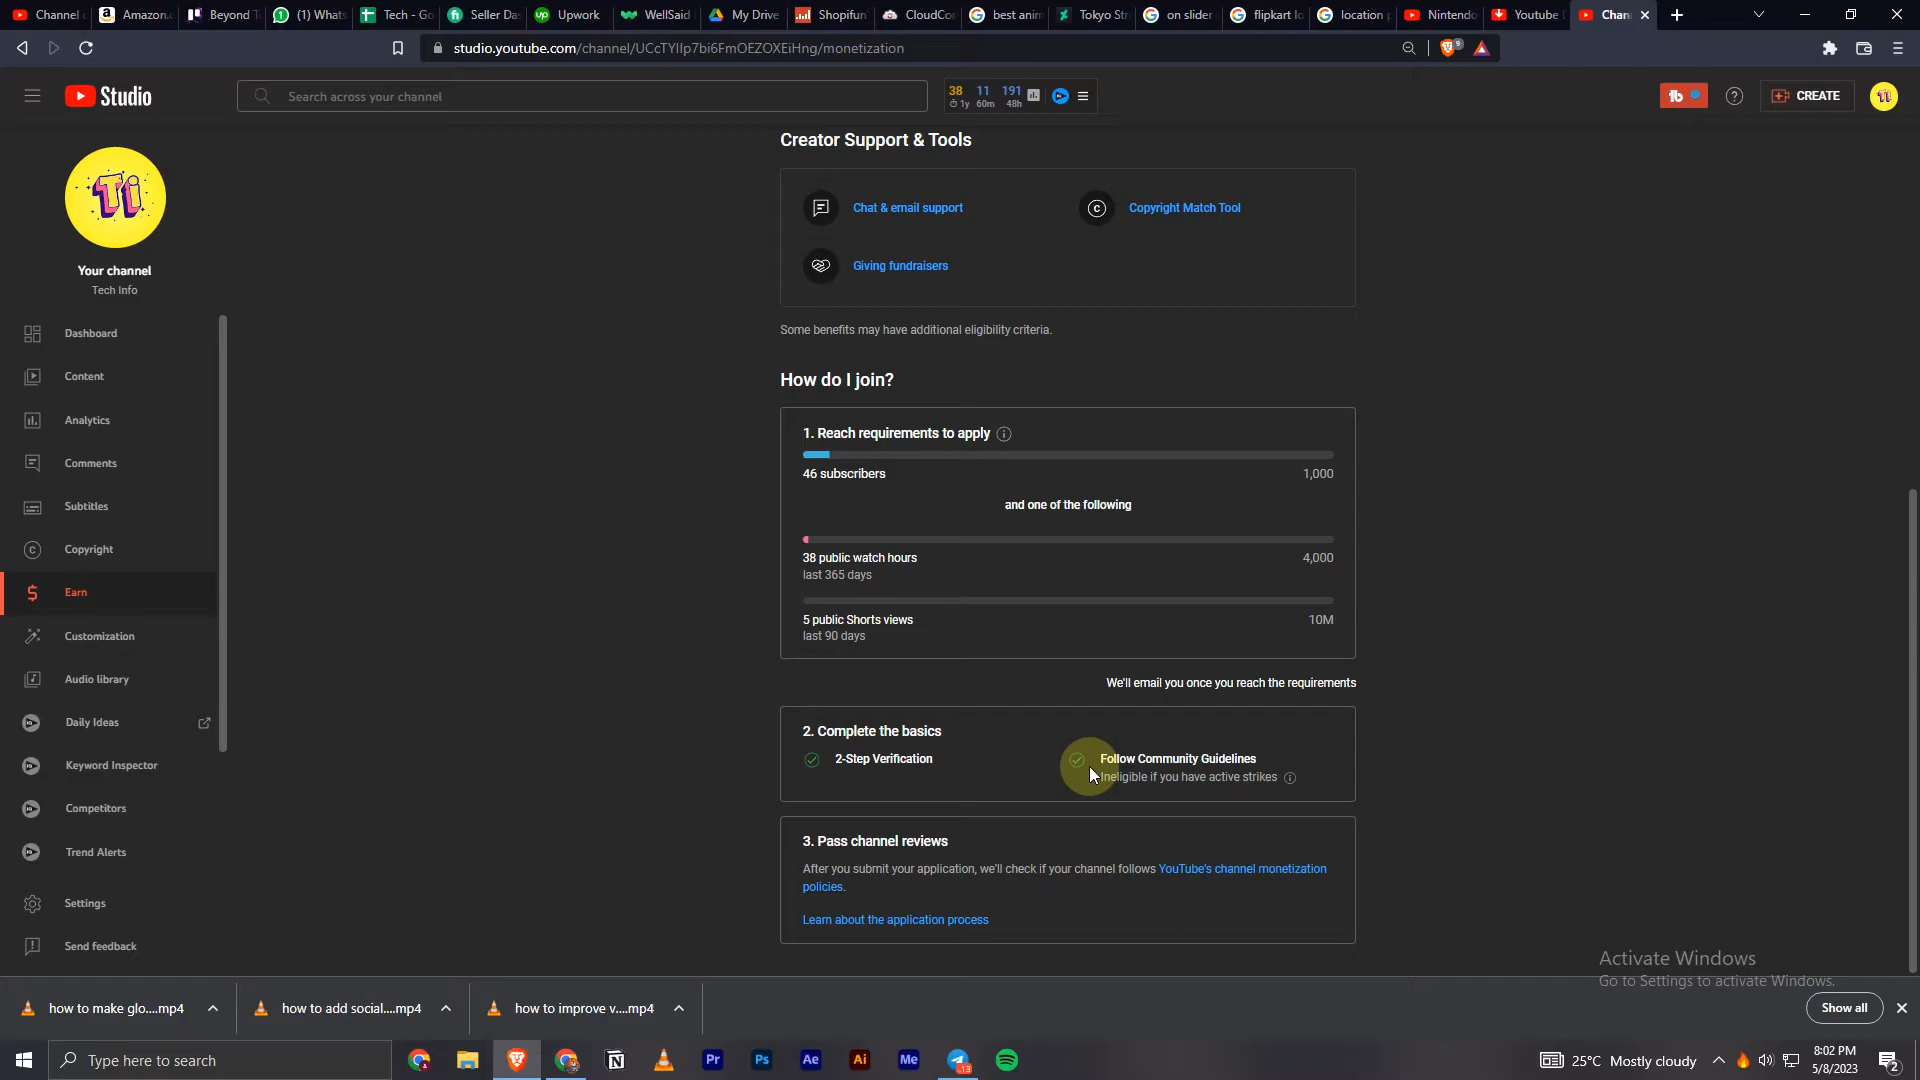 Channel c
Amazon.c
Beyond T
(1) Whats
Tech - Go
Seller Da
Upwork
WellSaid
My Drive
Shopifun
CloudCon
best anim
Tokyo Str
on slider
flipkart lo
location p
Nintendo
Youtube
Chan
studio.youtube.com/channel/UCcTYIIp7bi6FmOEZOXEiHng/monetization
9
Studio
Search across your channel
38 11 191
1y 60m 48h
CREATE
Your channel
Tech Info
Dashboard
Content
Analytics
Comments
Subtitles
Copyright
Earn
Customization
Audio library
Daily Ideas
Keyword Inspector
Competitors
Trend Alerts
Settings
Send feedback
Creator Support & Tools
Chat & email support
Copyright Match Tool
Giving fundraisers
Some benefits may have additional eligibility criteria.
How do I join?
1. Reach requirements to apply
46 subscribers 1,000
and one of the following
38 public watch hours 4,000
last 365 days
5 public Shorts views 10M
last 90 days
We'll email you once you reach the requirements
2. Complete the basics
2-Step Verification
Follow Community Guidelines
Ineligible if you have active strikes
3. Pass channel reviews
After you submit your application, we'll check if your channel follows YouTube's channel monetization
policies.
Learn about the application process
Activate Windows
Go to Settings to activate Windows.
how to make glo....mp4
how to add social....mp4
how to improve v....mp4
Show all
Type here to search
Pr
Ps
Ae
Ai
Me
13
25°C Mostly cloudy
8:02 PM
5/8/2023
2